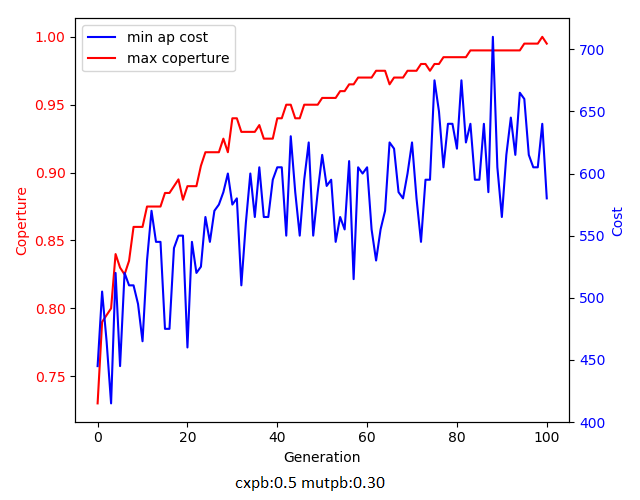 min ap cost
max coperture
1.00
0.95
0.90
0.85
0.80
0.75
Coperture
700
650
600
550
500
450
400
Cost
0 20 40 60 80 100
Generation
cxpb:0.5 mutpb:0.30